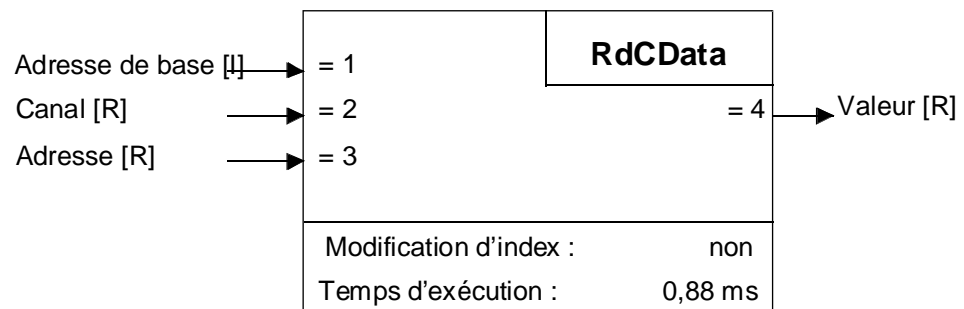 RdCData
Adresse de base [I] = 1
Canal [R] = 2 = 4 Valeur [R]
Adresse [R] = 3
Modification d'index : non
Temps d'exécution : 0,88 ms